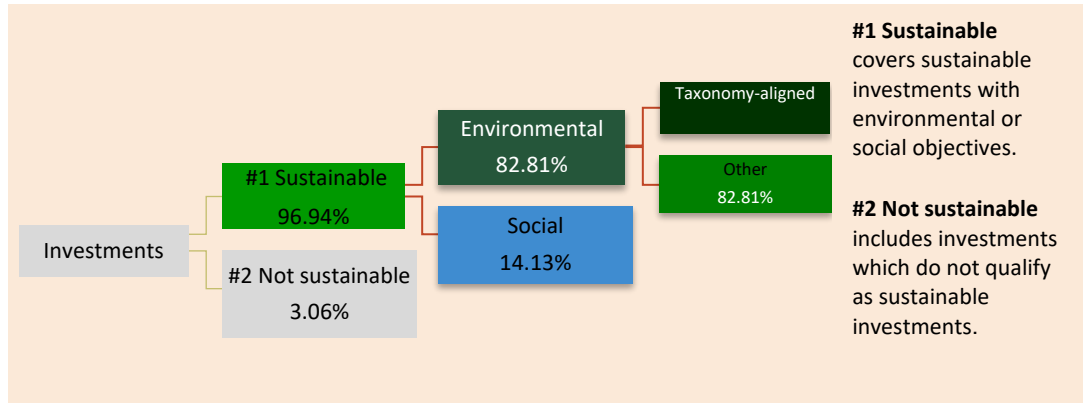 Investments
#1 Sustainable
96.94%
#2 Not sustainable
3.06%
Environmental
82.81%
Social
14.13%
Taxonomy-aligned
Other
82.81%
#1 Sustainable
covers sustainable
investments with
environmental or
social objectives.
#2 Not sustainable
includes investments
which do not qualify
as sustainable
investments.